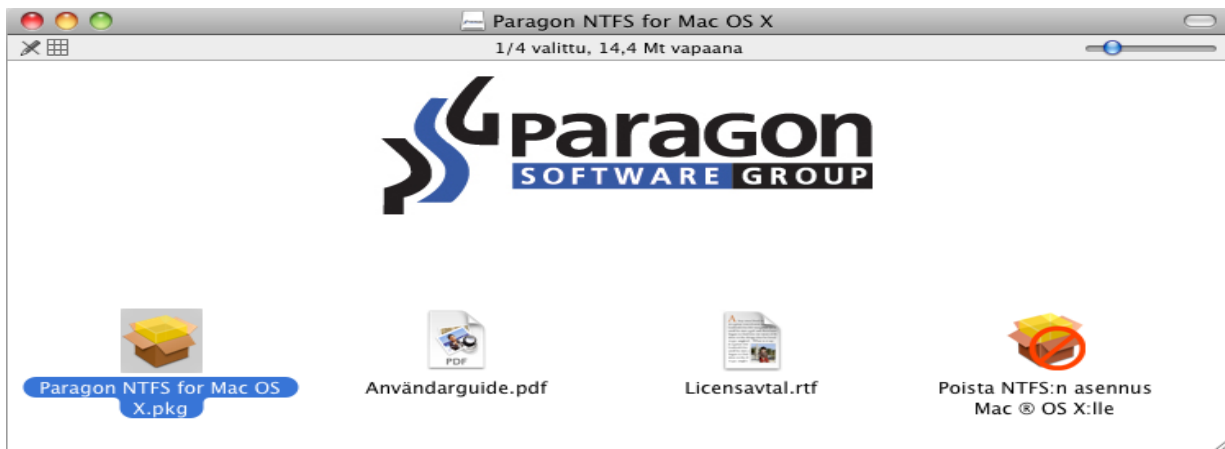 Paragon NTFS for Mac OS X
1/4 valittu, 14,4 Mt vapaana
Paragon
SOFTWARE GROUP
Paragon NTFS for Mac OS
X.pkg
PDF
Användarguide.pdf
Licensavtal.rtf
Poista NTFS:n asennus
Mac ® OS X:lle